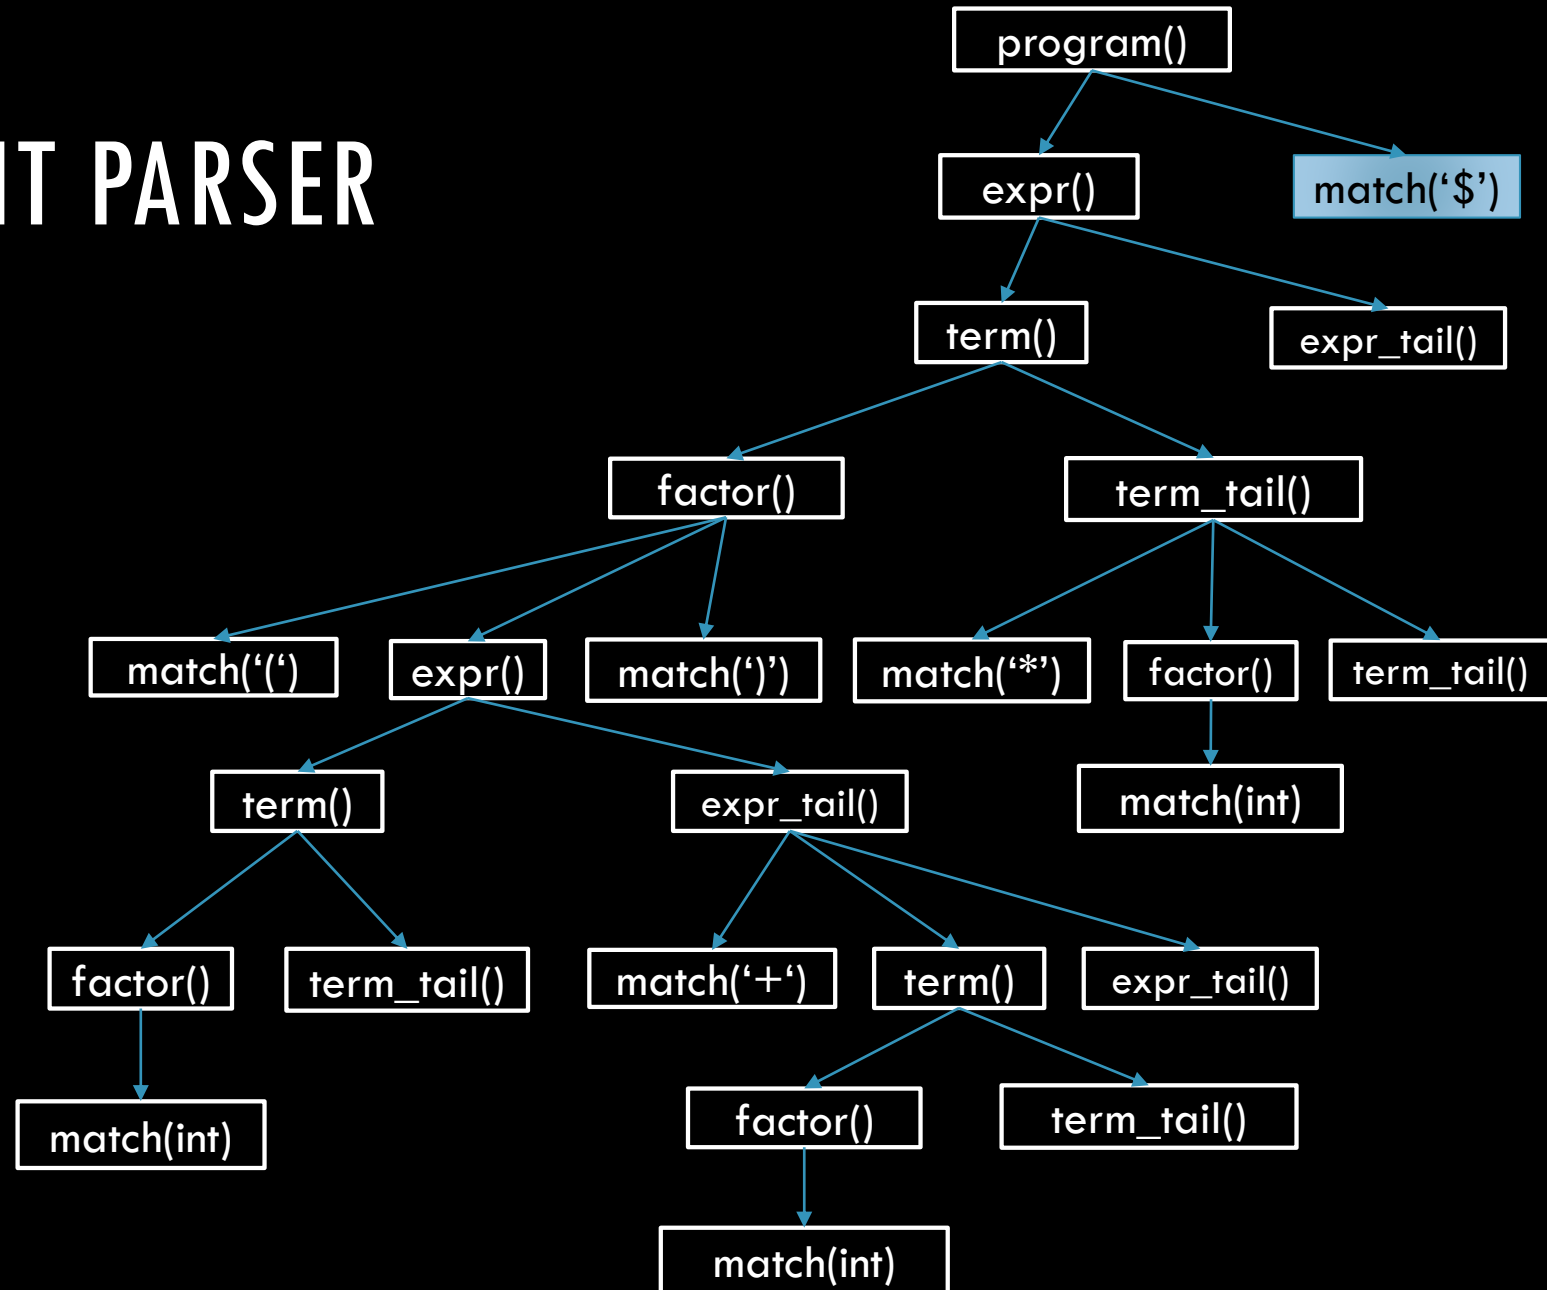 program()
IT PARSER
expr()
match(‘$’)
term()
expr_tail()
factor()
term_tail()
match(‘(‘)
expr()
match(‘)’)
match(‘*’)
factor()
term_tail()
term()
expr_tail()
match(int)
factor()
term_tail()
match(‘+‘)
term()
expr_tail()
match(int)
factor()
term_tail()
match(int)